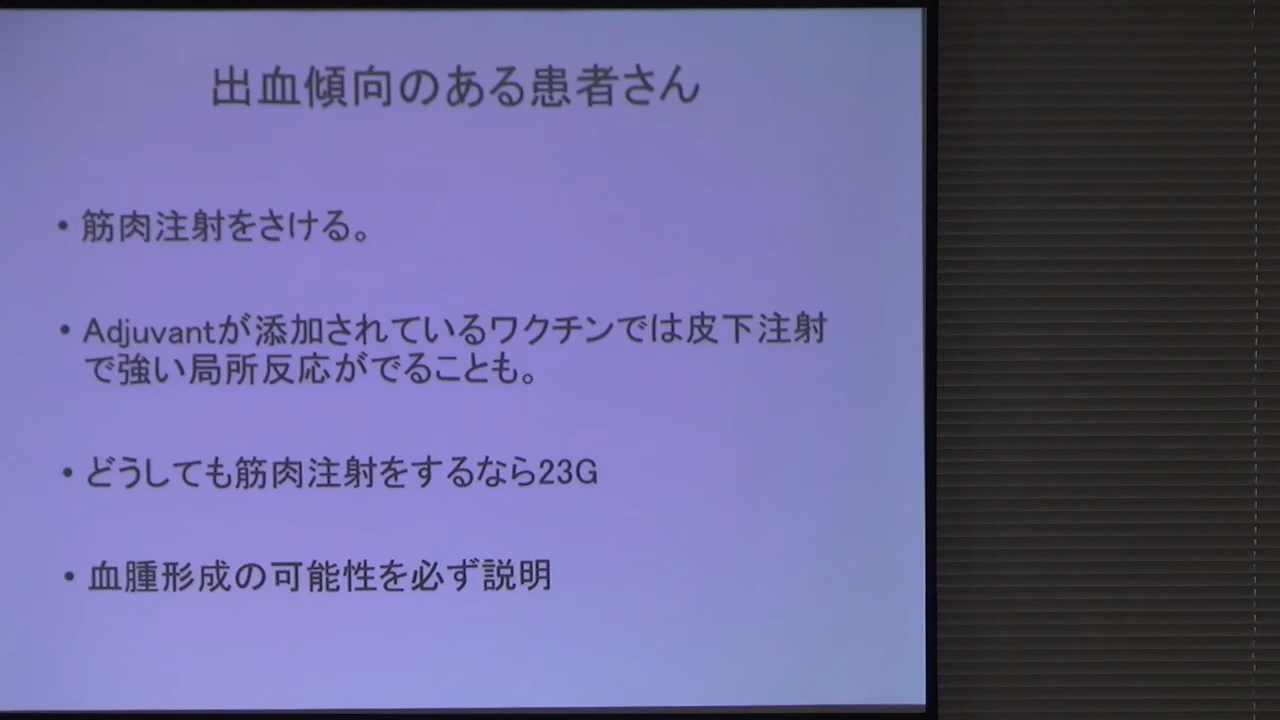 出血傾向のある患者さん
• 筋肉注射をさける。
• Adjuvantが添加されているワクチンでは皮下注射
で強い局所反応がでることも。
• どうしても筋肉注射をするなら23G
• 血腫形成の可能性を必ず説明